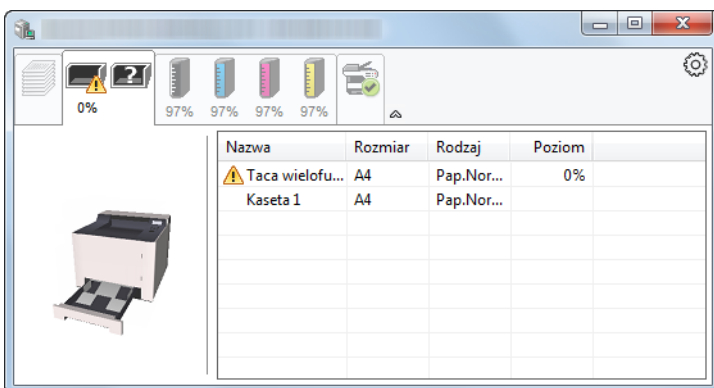 ?
0%
97% 97% 97% 97%
Nazwa Rozmiar Rodzaj Poziom
Taca wielofu... A4 Pap.Nor... 0%
Kaseta 1 A4 Pap.Nor...